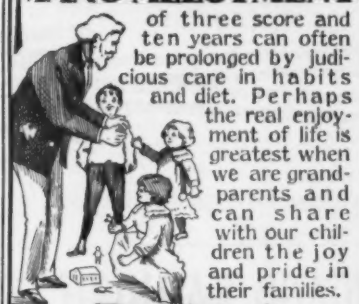 of three score and
ten years can often
be prolonged by judi-
cious care in habits
and diet. Perhaps
the real enjoy-
ment of life is
greatest when
we are grand-
parents and
can share
with our chil-
dren the joy
and pride in
their families.